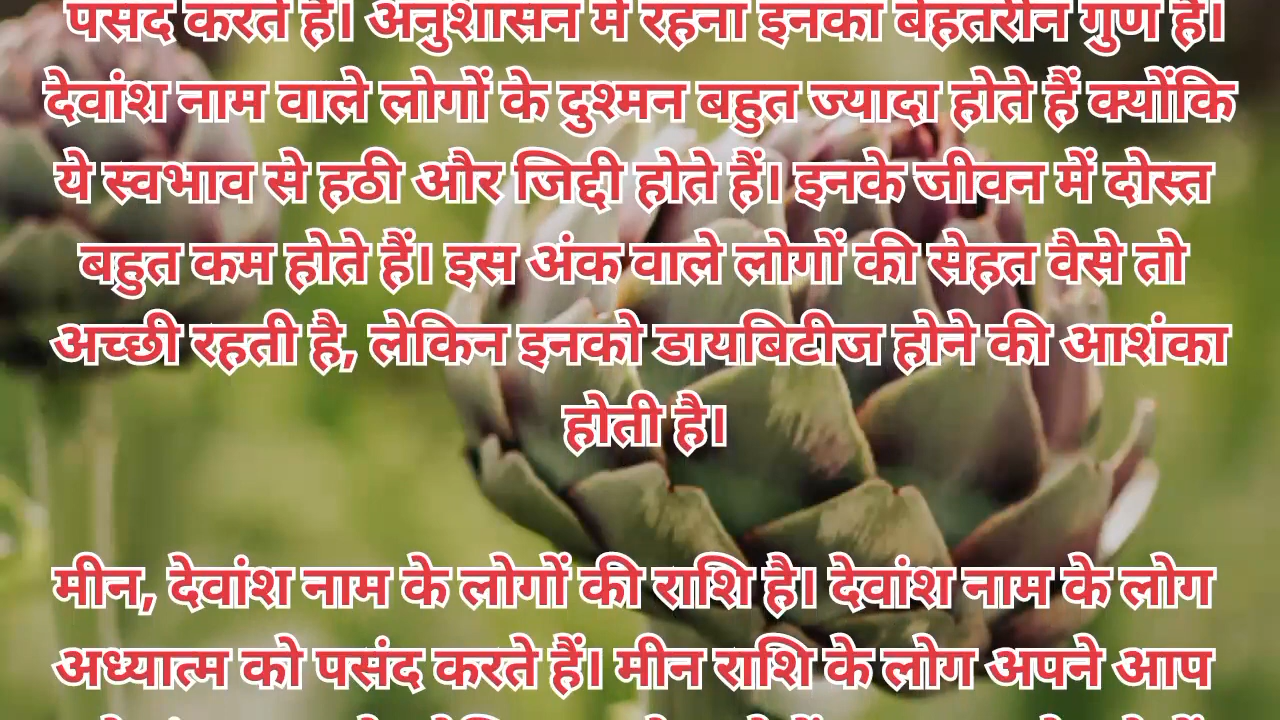 पसंद करते हैं। अनुशासन में रहना इनका बेहतरीन गुण है।
देवांश नाम वाले लोगों के दुश्मन बहुत ज्यादा होते हैं क्योंकि
ये स्वभाव से हठी और जिद्दी होते हैं। इनके जीवन में दोस्त
बहुत कम होते हैं। इस अंक वाले लोगों की सेहत वैसे तो
अच्छी रहती है, लेकिन इनको डायबिटीज होने की आशंका
होती है।
मीन, देवांश नाम के लोगों की राशि है। देवांश नाम के लोग
अध्यात्म को पसंद करते हैं। मीन राशि के लोग अपने आप